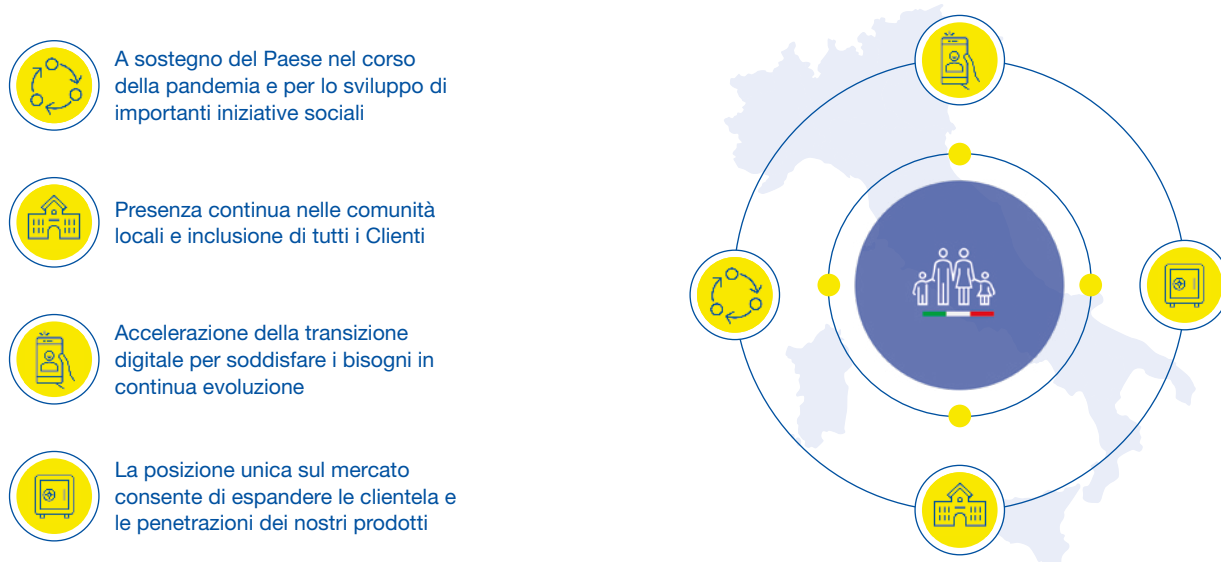 A sostegno del Paese nel corso
della pandemia e per lo sviluppo di
importanti iniziative sociali
Presenza continua nelle comunità
locali e inclusione di tutti i Clienti
Accelerazione della transizione
digitale per soddisfare i bisogni in
continua evoluzione
La posizione unica sul mercato
consente di espandere le clientela e
le penetrazioni dei nostri prodotti